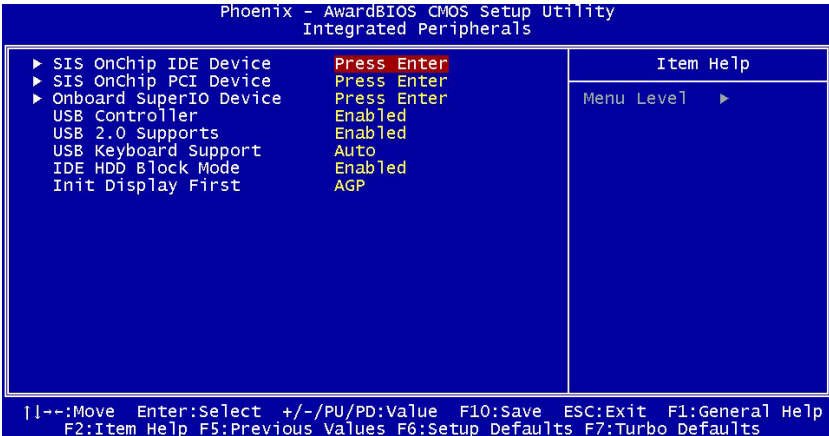 Phoenix - AwardBIOS CMOS Setup Utility
Integrated Peripherals
▶ SIS OnChip IDE Device Press Enter
▶ SIS OnChip PCI Device Press Enter
▶ Onboard SuperIO Device Press Enter
USB Controller Enabled
USB 2.0 Supports Enabled
USB Keyboard Support Auto
IDE HDD Block Mode Enabled
Init Display First AGP
Item Help
Menu Level ▶
↑↓→←:Move Enter:Select +/-/PU/PD:Value F10:Save ESC:Exit F1:General Help
F2:Item Help F5:Previous Values F6:Setup Defaults F7:Turbo Defaults